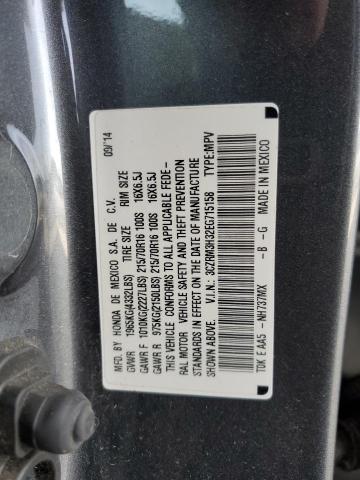 MFD. BY HONDA DE MEXICO S.A. DE C.V. 09/14
GVWR 1965KG(4332LBS) TIRE SIZE RIM SIZE
GAWR F 1010KG(2227LBS) 215/70R16 100S 16X6.5J
GAWR R 975KG(2150LBS) 215/70R16 100S 16X6.5J
THIS VEHICLE CONFORMS TO ALL APPLICABLE FEDE-
RAL MOTOR VEHICLE SAFETY AND THEFT PREVENTION
STANDARDS IN EFFECT ON THE DATE OF MANUFACTURE
SHOWN ABOVE. V.I.N.: 3CZRM3H32EG715158 TYPE:MPV
TDK E AA5 -NH737MX -B -G MADE IN MEXICO